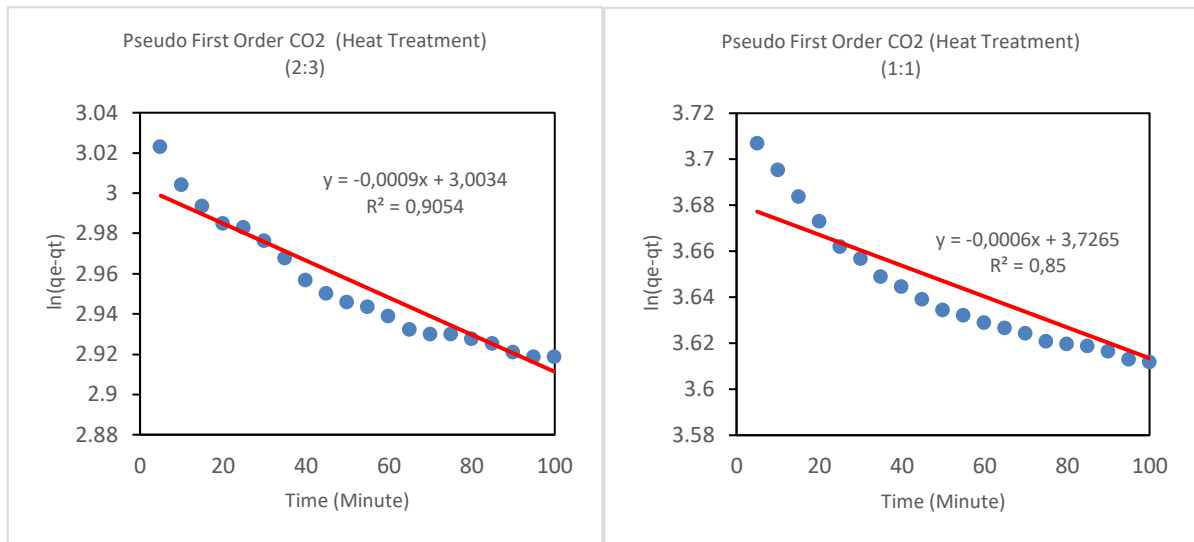 Pseudo First Order CO2 (Heat Treatment)
(2:3)
3.04
3.02
3
2.98
2.96
2.94
2.92
2.9
2.88
ln(qe-qt)
y = -0,0009x + 3,0034
R² = 0,9054
0 20 40 60 80 100
Time (Minute)
Pseudo First Order CO2 (Heat Treatment)
(1:1)
3.72
3.7
3.68
3.66
3.64
3.62
3.6
3.58
ln(qe-qt)
y = -0,0006x + 3,7265
R² = 0,85
0 20 40 60 80 100
Time (Minute)